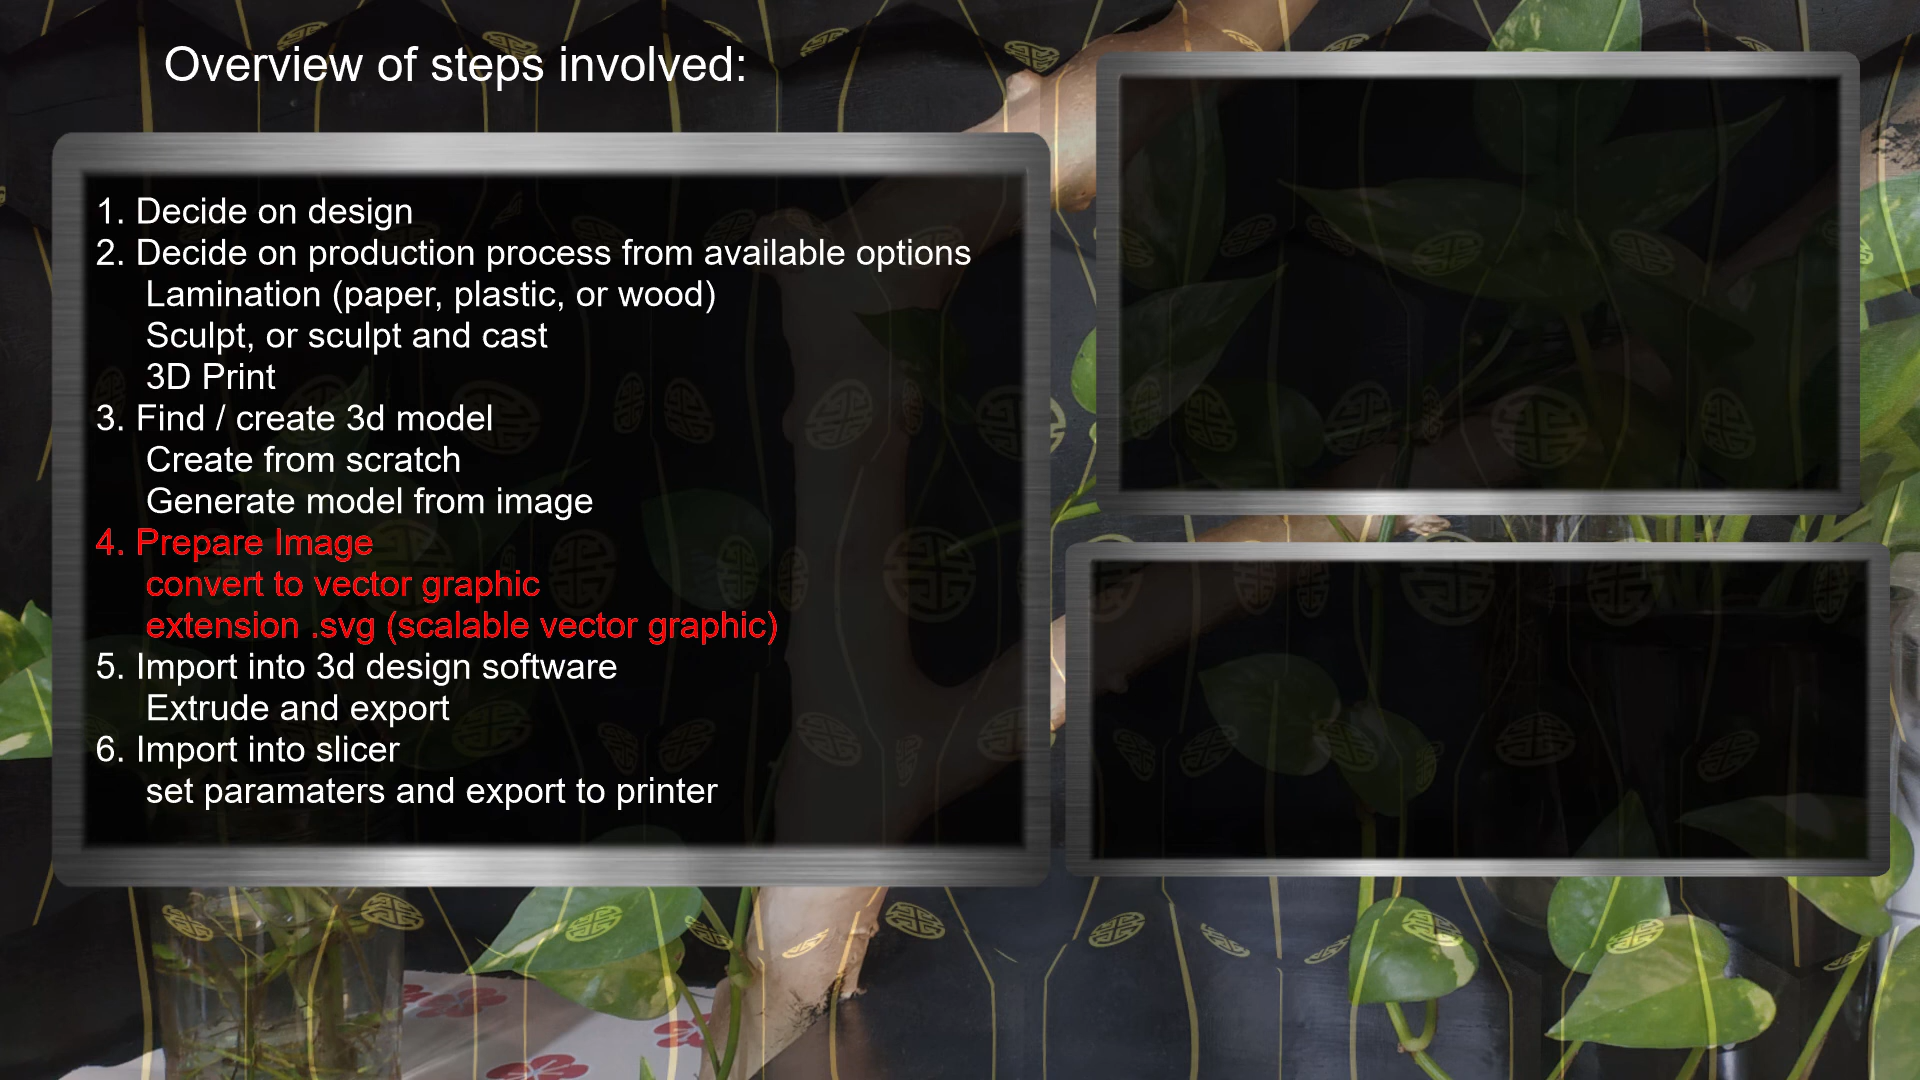 Overview of steps involved:
1. Decide on design
2. Decide on production process from available options
Lamination (paper, plastic, or wood)
Sculpt, or sculpt and cast
3D Print
3. Find / create 3d model
Create from scratch
Generate model from image
4. Prepare Image
convert to vector graphic
extension .svg (scalable vector graphic)
5. Import into 3d design software
Extrude and export
6. Import into slicer
set paramaters and export to printer